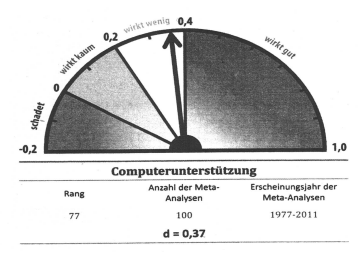 wirkt wenig
0,4
0,2
wirkt kaum
wirkt gut
0
schadet
-0,2
1,0
Computerunterstützung
Rang
Anzahl der Meta-
Analysen
Erscheinungsjahr der
Meta-Analysen
77
100
1977-2011
d = 0,37